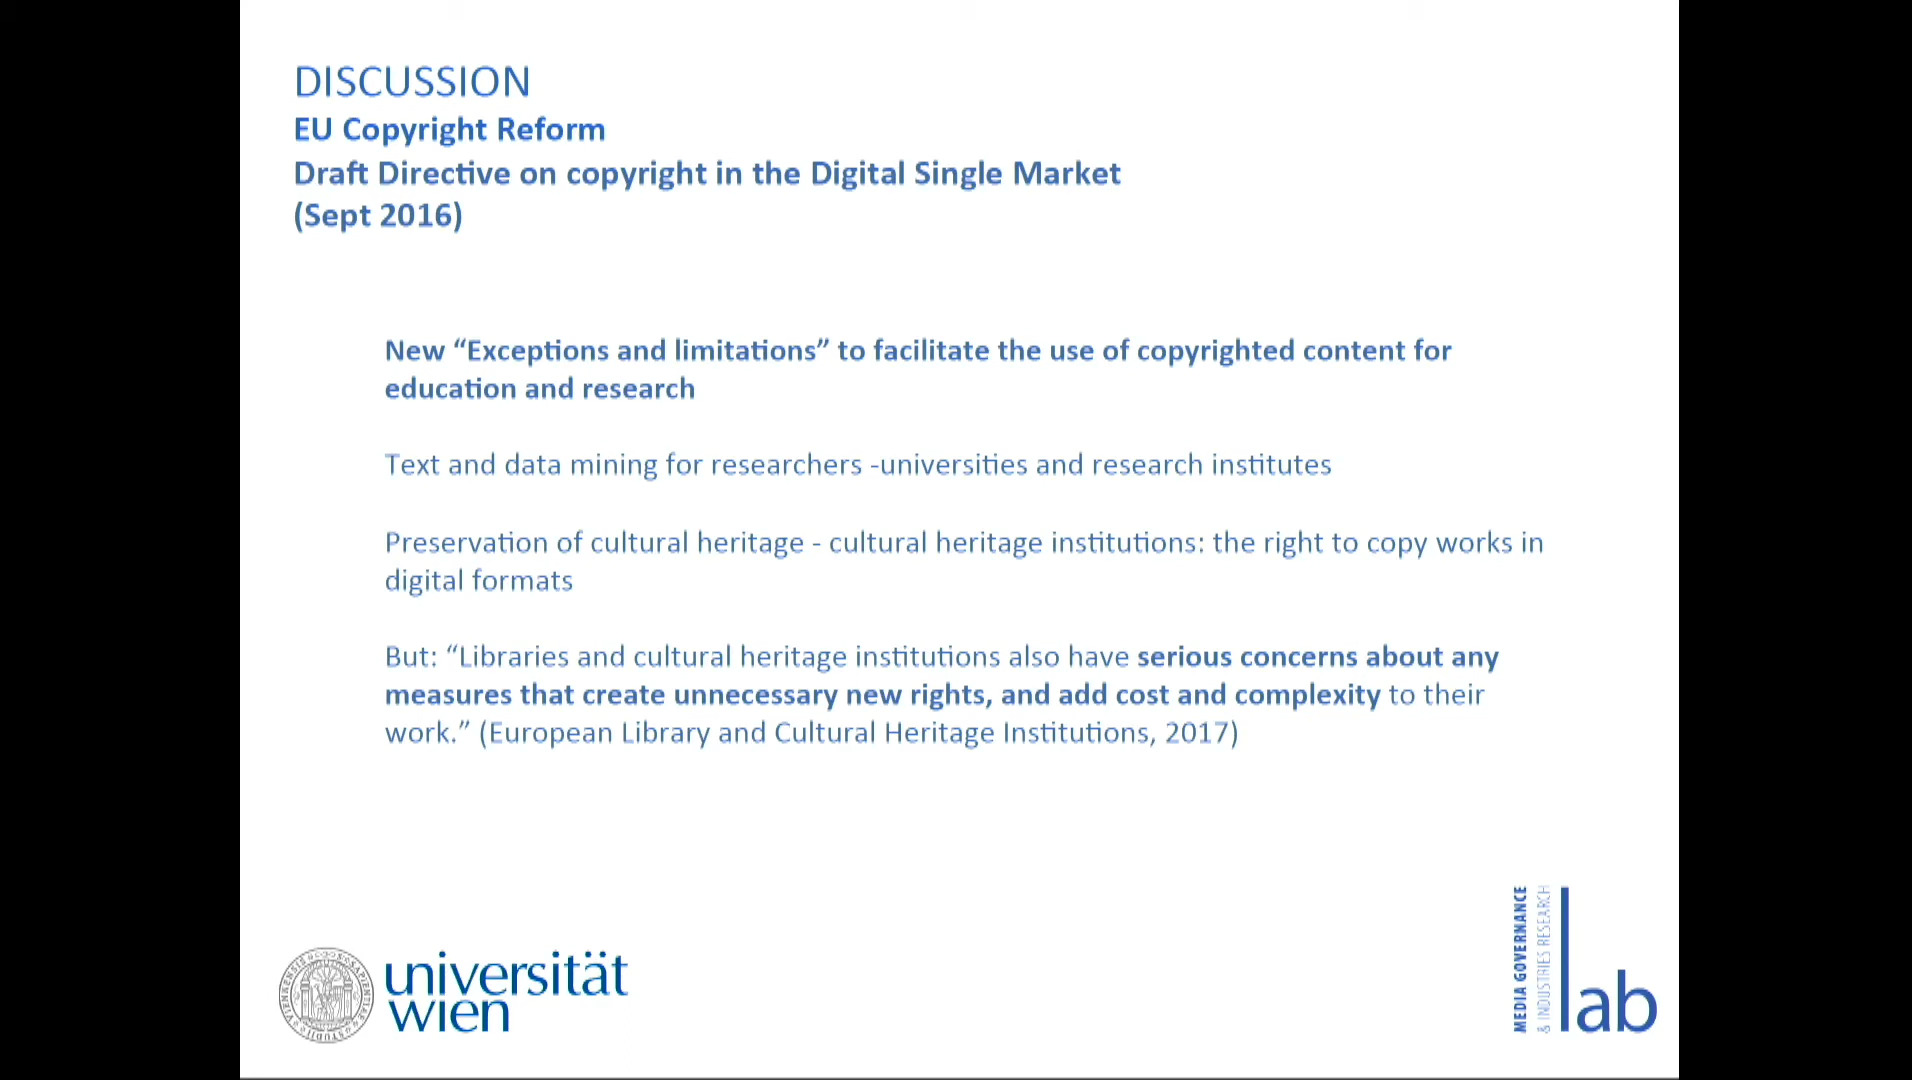 DISCUSSION
EU Copyright Reform
Draft Directive on copyright in the Digital Single Market
(Sept 2016)
New “Exceptions and limitations” to facilitate the use of copyrighted content for
education and research
Text and data mining for researchers -universities and research institutes
Preservation of cultural heritage - cultural heritage institutions: the right to copy works in
digital formats
But: “Libraries and cultural heritage institutions also have serious concerns about any
measures that create unnecessary new rights, and add cost and complexity to their
work.” (European Library and Cultural Heritage Institutions, 2017)
universität
wien
MEDIA GOVERNANCE
& INDUSTRIES RESEARCH
lab